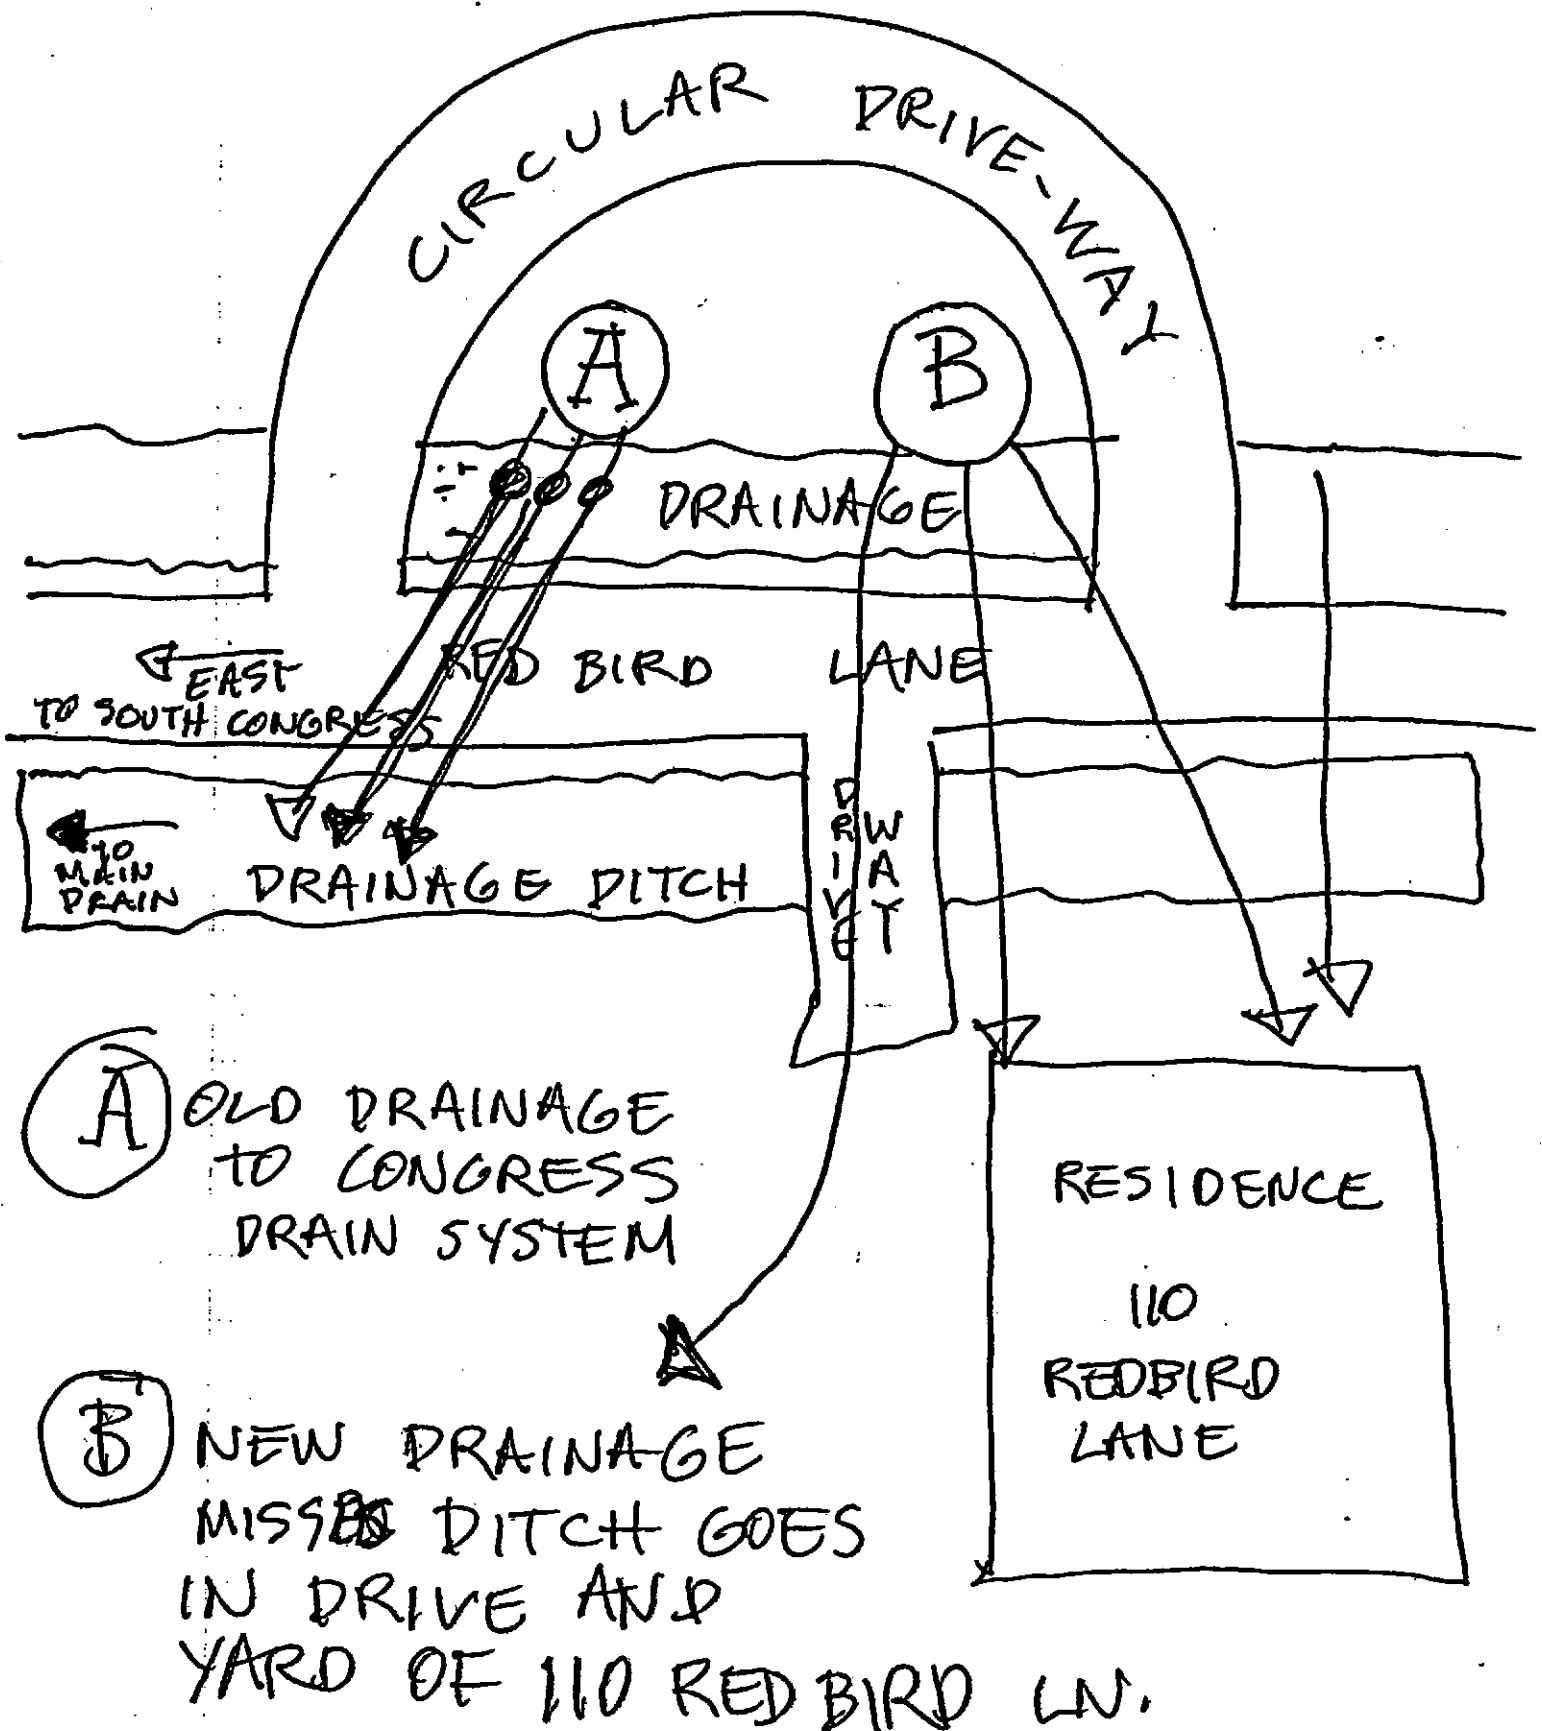 CIRCULAR DRIVE-WAY
A
B
DRAINAGE
RED BIRD LANE
EAST
TO SOUTH CONGRESS
DRIVE
WAY
TO
MAIN
DRAIN
DRAINAGE DITCH
A OLD DRAINAGE
TO CONGRESS
DRAIN SYSTEM
RESIDENCE
110
REDBIRD
LANE
B NEW DRAINAGE
MISSES DITCH GOES
IN DRIVE AND
YARD OF 110 RED BIRD LN.